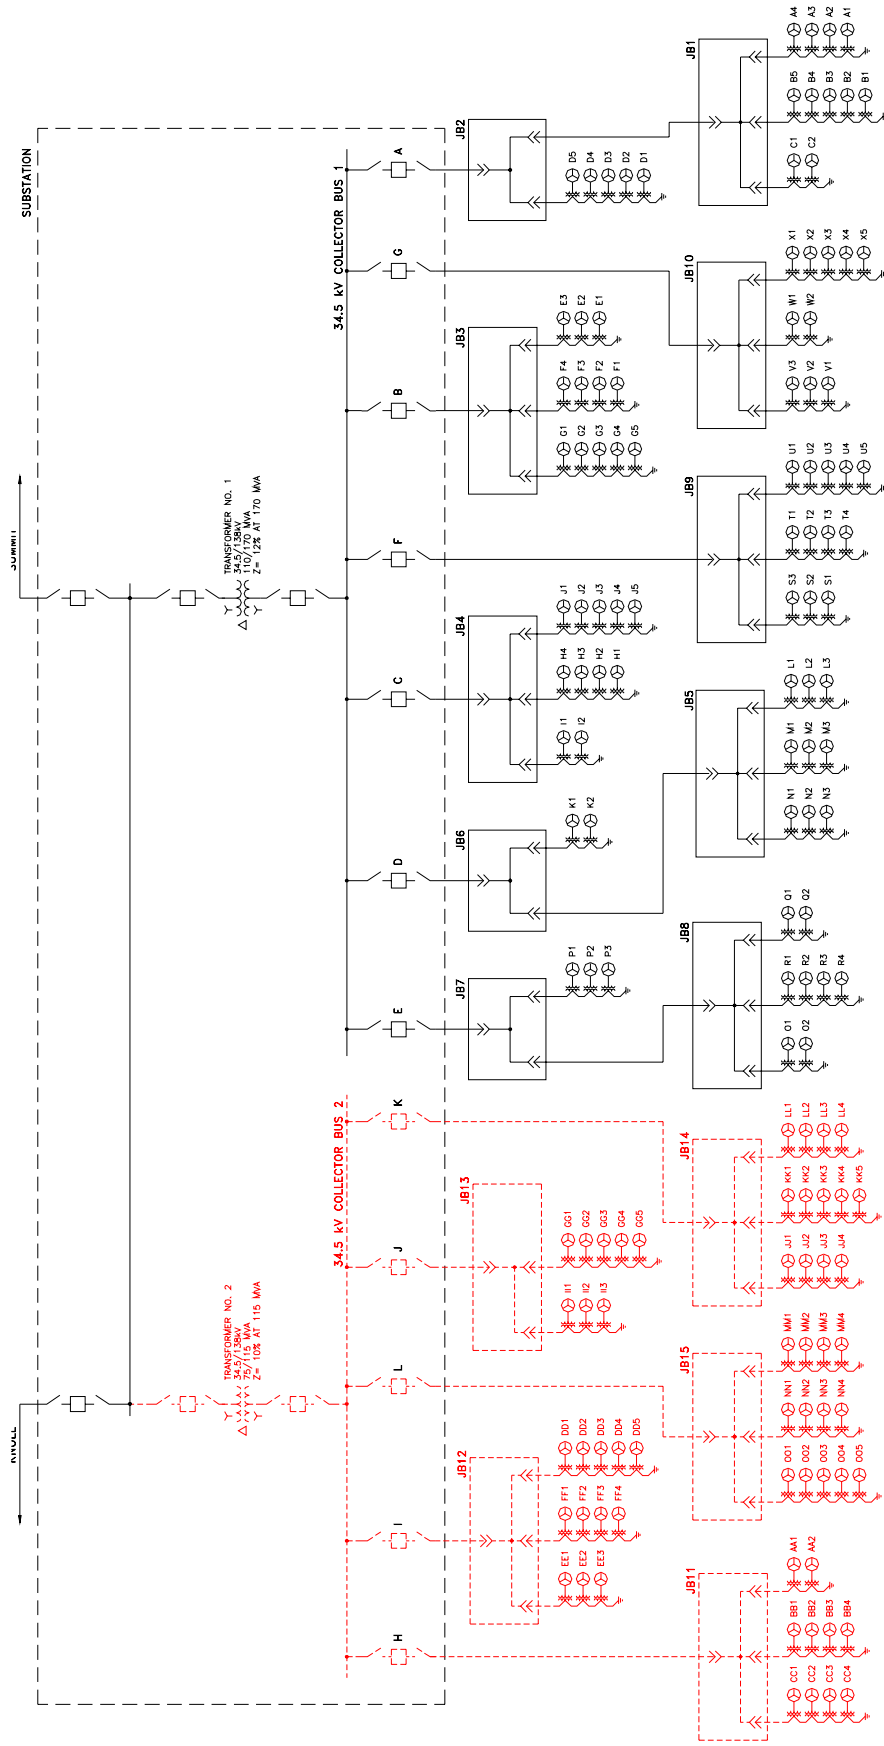 SUBSTATION
TRANSFORMER NO. 2
34.5/138kV
75/115 MVA
Z= 10% AT 115 MVA
TRANSFORMER NO. 1
34.5/138kV
110/170 MVA
Z= 12% AT 170 MVA
34.5 kV COLLECTOR BUS 2
34.5 kV COLLECTOR BUS 1
H
I
L
J
K
E
D
C
F
B
G
A
JB12
EE1
EE2
EE3
FF1
FF2
FF3
FF4
DD1
DD2
DD3
DD4
DD5
JB13
II1
II2
II3
GG1
GG2
GG3
GG4
GG5
JB7
P1
P2
P3
JB6
K1
K2
JB4
I1
I2
H4
H3
H2
H1
J1
J2
J3
J4
J5
JB3
G1
G2
G3
G4
G5
F4
F3
F2
F1
E3
E2
E1
JB2
D5
D4
D3
D2
D1
JB11
CC1
CC2
CC3
CC4
BB1
BB2
BB3
BB4
AA1
AA2
JB15
OO1
OO2
OO3
OO4
OO5
NN1
NN2
NN3
NN4
MM1
MM2
MM3
MM4
JB14
JJ1
JJ2
JJ3
JJ4
KK1
KK2
KK3
KK4
KK5
LL1
LL2
LL3
LL4
JB8
O1
O2
R1
R2
R3
R4
Q1
Q2
JB5
N1
N2
N3
M1
M2
M3
L1
L2
L3
JB9
S3
S2
S1
T1
T2
T3
T4
U1
U2
U3
U4
U5
JB10
V3
V2
V1
W1
W2
X1
X2
X3
X4
X5
JB1
C1
C2
B5
B4
B3
B2
B1
A4
A3
A2
A1